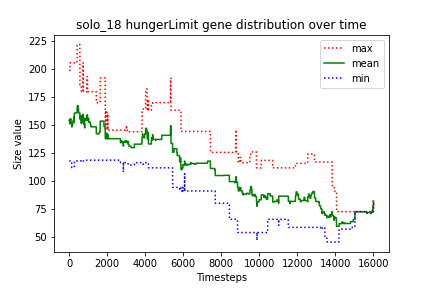 solo_18 hungerLimit gene distribution over time
225
200
175
150
125
100
75
50
Size value
max
mean
min
0
2000
4000
6000
8000
10000
12000
14000
16000
Timesteps